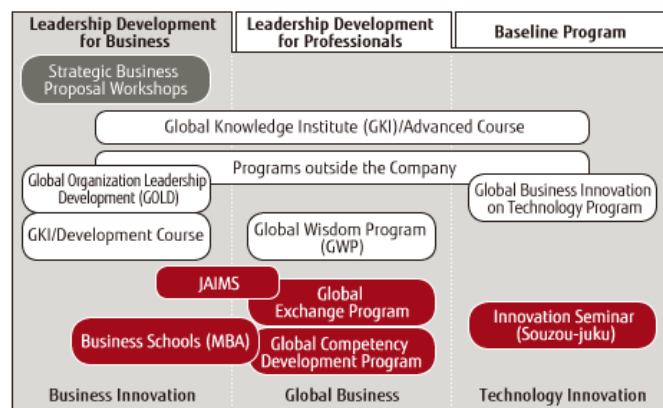 Leadership Development
for Business
Leadership Development
for Professionals
Baseline Program
Strategic Business
Proposal Workshops
Global Knowledge Institute (GKI)/Advanced Course
Programs outside the Company
Global Organization Leadership
Development (GOLD)
Global Business Innovation
on Technology Program
GKI/Development Course
Global Wisdom Program
(GWP)
JAIMS
Global
Exchange Program
Innovation Seminar
(Souzou-juku)
Business Schools (MBA)
Global Competency
Development Program
Business Innovation
Global Business
Technology Innovation